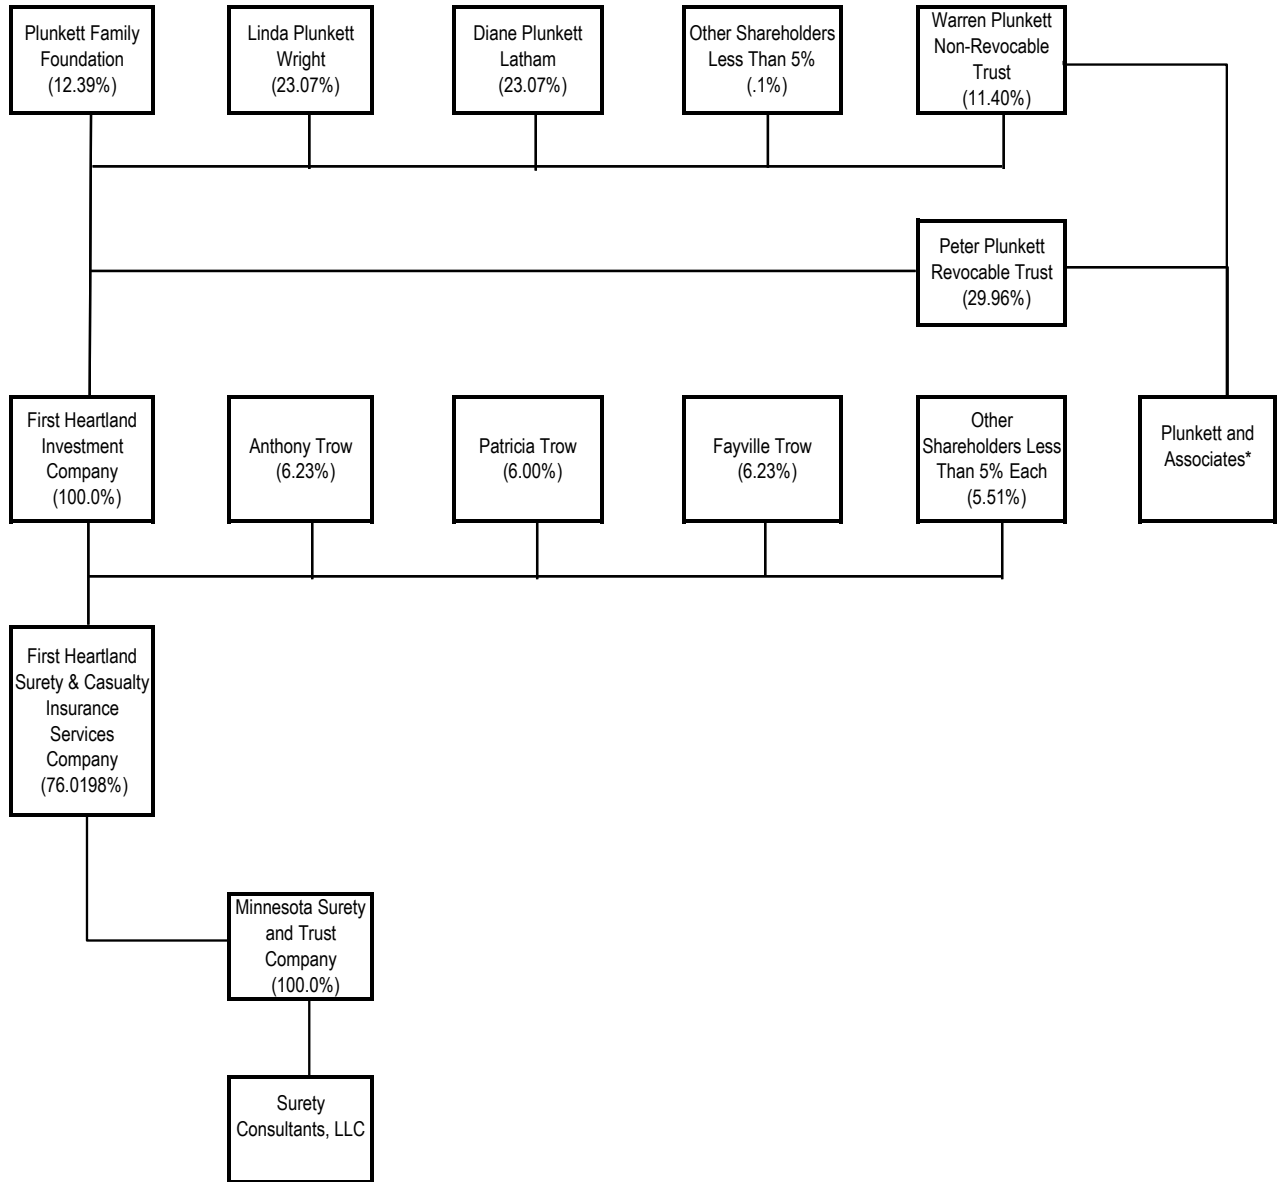 Plunkett Family
Foundation
(12.39%)
Linda Plunkett
Wright
(23.07%)
Diane Plunkett
Latham
(23.07%)
Other Shareholders
Less Than 5%
(.1%)
Warren Plunkett
Non-Revocable
Trust
(11.40%)
Peter Plunkett
Revocable Trust
(29.96%)
First Heartland
Investment
Company
(100.0%)
Anthony Trow
(6.23%)
Patricia Trow
(6.00%)
Fayville Trow
(6.23%)
Other
Shareholders Less
Than 5% Each
(5.51%)
Plunkett and
Associates*
First Heartland
Surety & Casualty
Insurance
Services
Company
(76.0198%)
Minnesota Surety
and Trust
Company
(100.0%)
Surety
Consultants, LLC